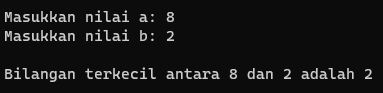 Masukkan nilai a: 8
Masukkan nilai b: 2
Bilangan terkecil antara 8 dan 2 adalah 2